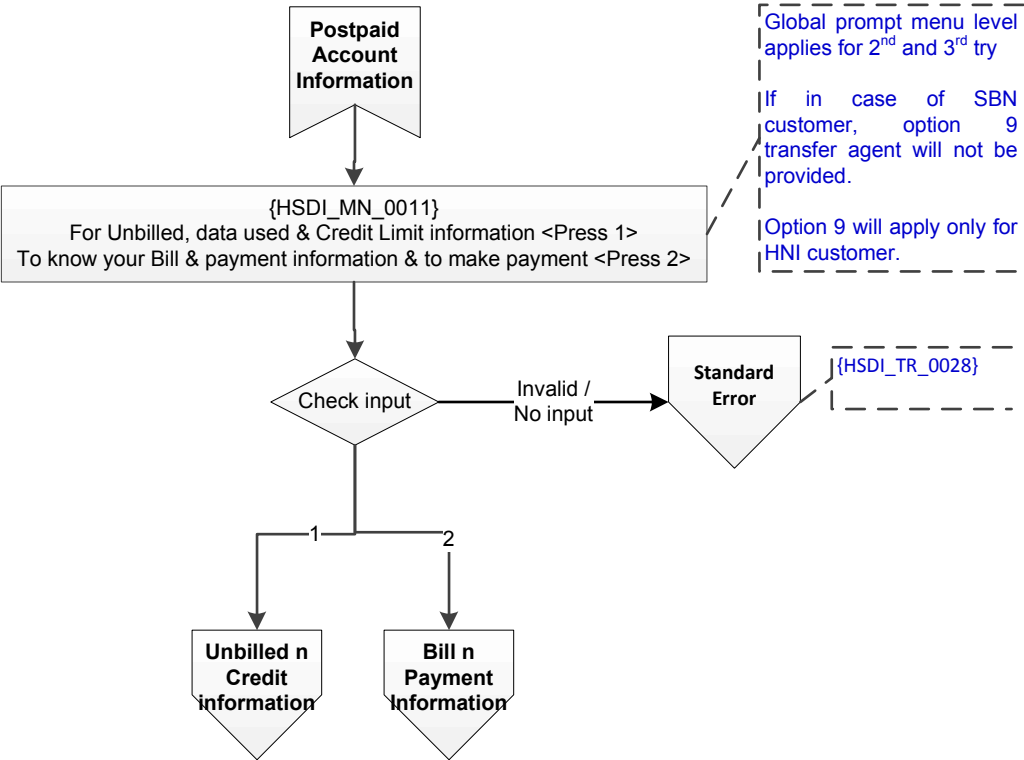 Postpaid
Account
Information
Global prompt menu level
applies for 2nd and 3rd try
If in case of SBN
customer, option 9
transfer agent will not be
provided.
Option 9 will apply only for
HNI customer.
{HSDI_MN_0011}
For Unbilled, data used & Credit Limit information <Press 1>
To know your Bill & payment information & to make payment <Press 2>
Check input
Invalid /
No input
Standard
Error
{HSDI_TR_0028}
1
2
Unbilled n
Credit
information
Bill n
Payment
Information